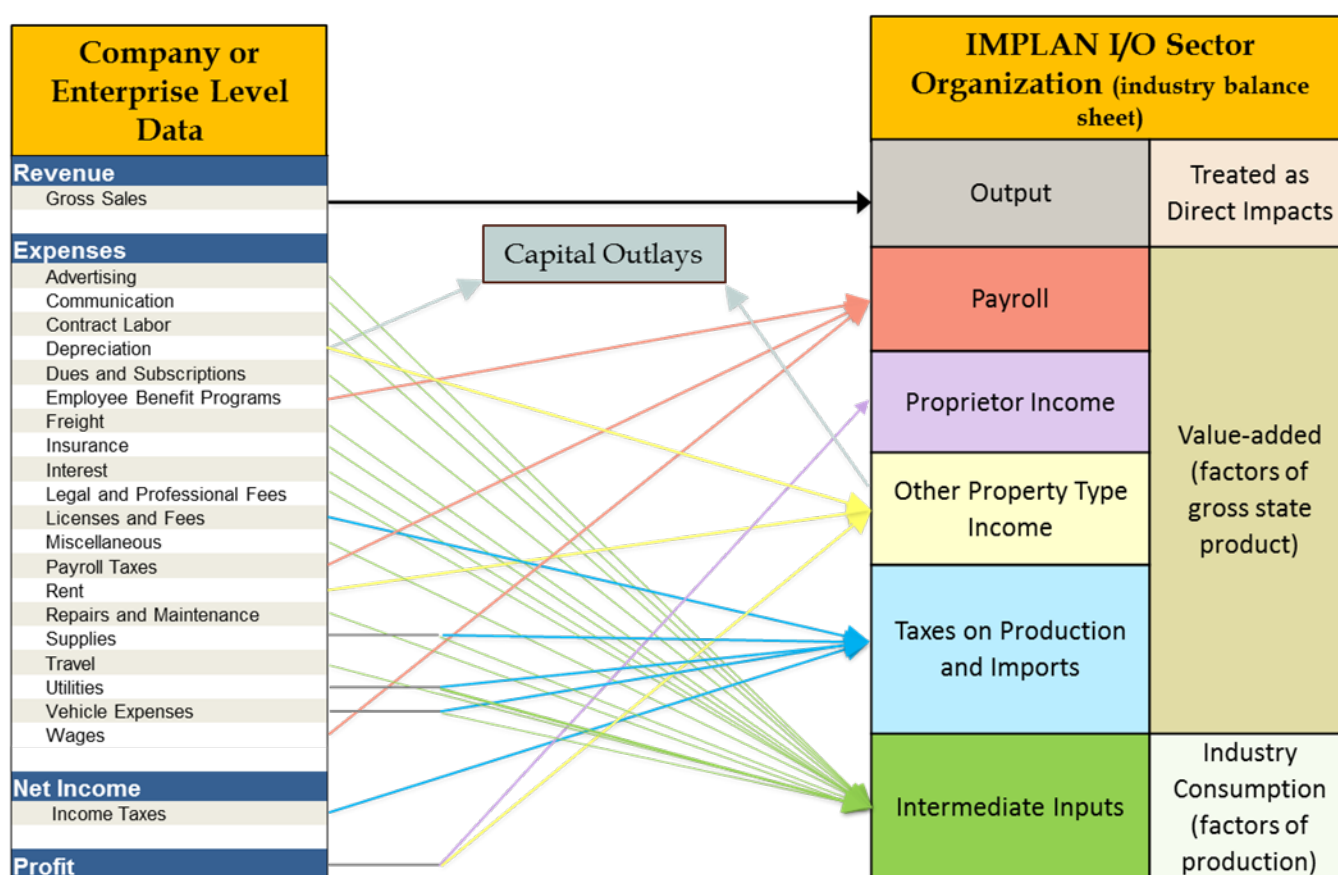 Company or
Enterprise Level
Data
Revenue
Gross Sales
Expenses
Advertising
Communication
Contract Labor
Depreciation
Dues and Subscriptions
Employee Benefit Programs
Freight
Insurance
Interest
Legal and Professional Fees
Licenses and Fees
Miscellaneous
Payroll Taxes
Rent
Repairs and Maintenance
Supplies
Travel
Utilities
Vehicle Expenses
Wages
Net Income
Income Taxes
Profit
Capital Outlays
IMPLAN I/O Sector
Organization (industry balance
sheet)
Output
Treated as
Direct Impacts
Payroll
Proprietor Income
Other Property Type
Income
Taxes on Production
and Imports
Value-added
(factors of
gross state
product)
Intermediate Inputs
Industry
Consumption
(factors of
production)